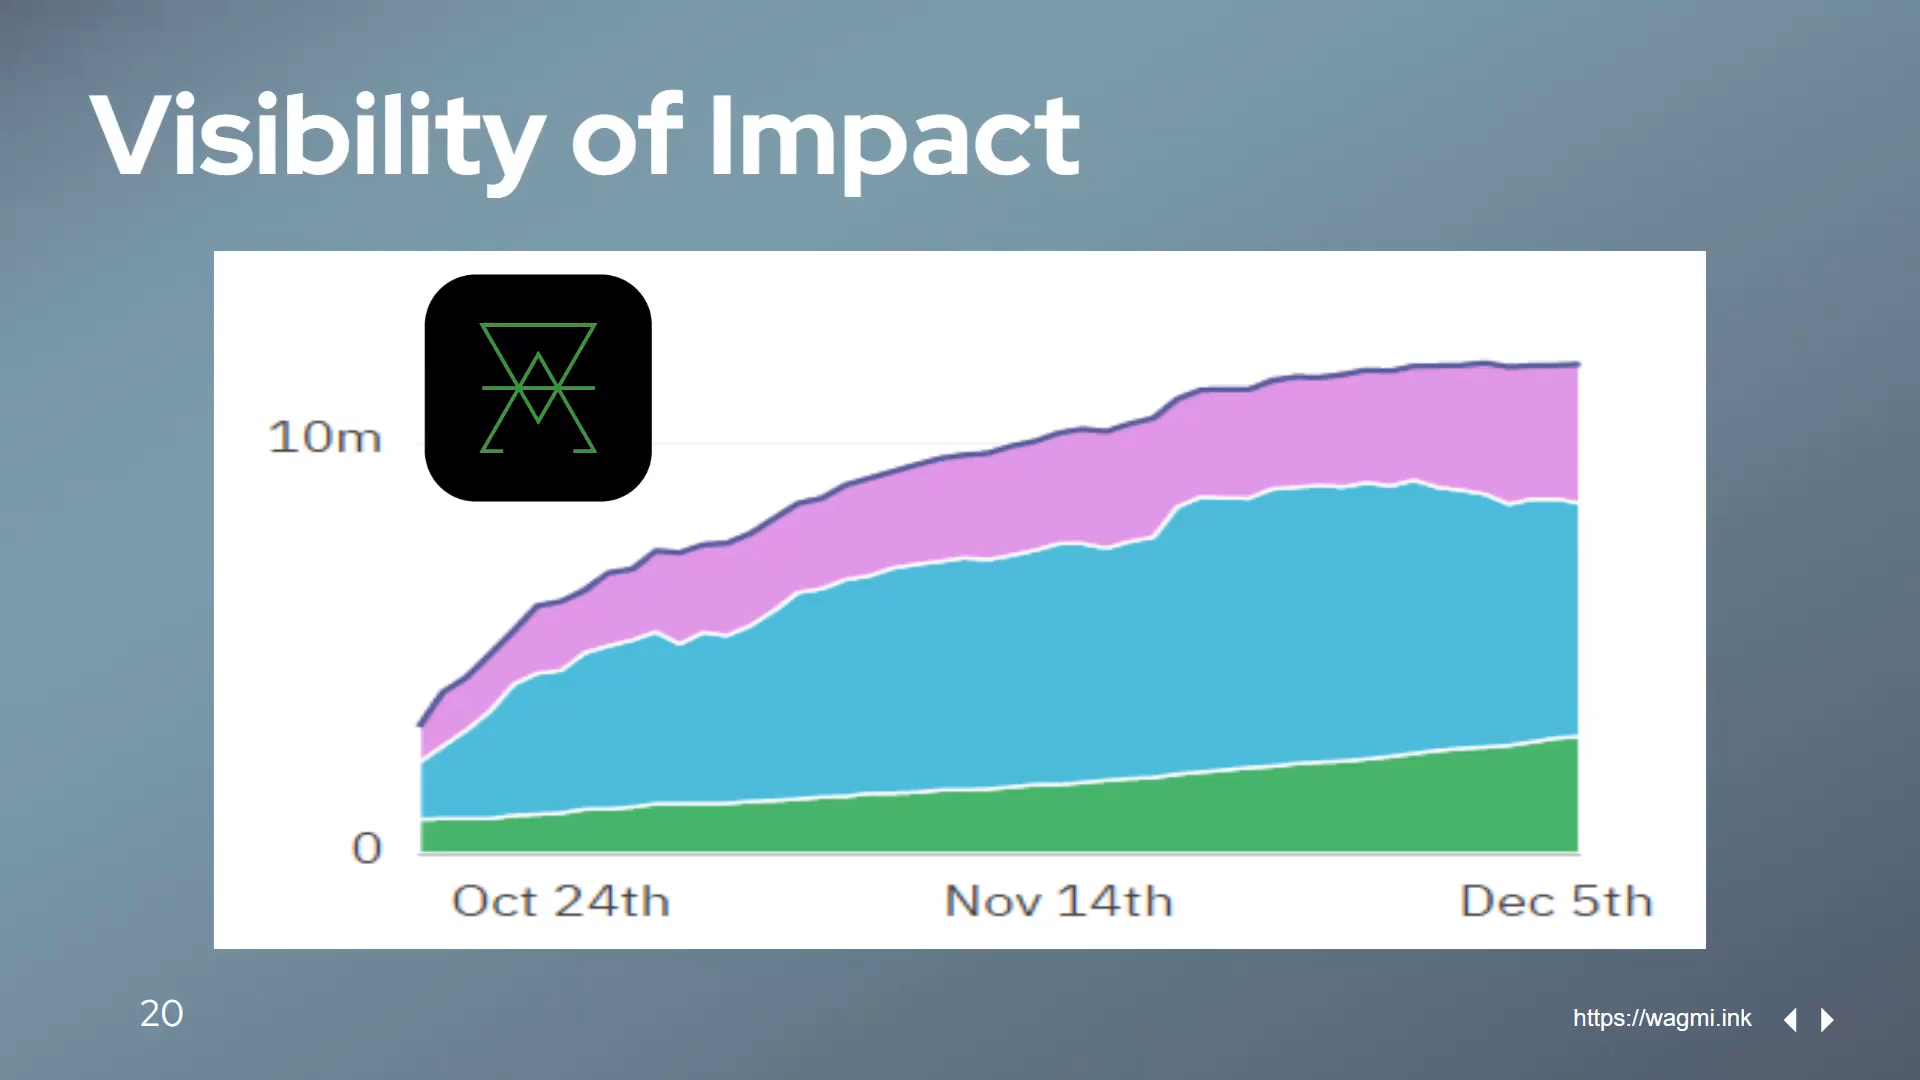 Visibility of Impact
10m
0
Oct 24th
Nov 14th
Dec 5th
20
https://wagmi.ink